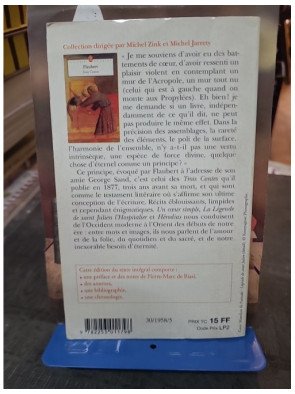 Collection dirigée par Michel Zink et Michel Jarrety
Flaubert
Trois Contes
« Je me souviens d'avoir eu des bat-
tements de cœur, d'avoir ressenti un
plaisir violent en contemplant un
mur de l'Acropole, un mur tout nu
(celui qui est à gauche quand on
monte aux Propylées). Eh bien! je
me demande si un livre, indépen-
damment de ce qu'il dit, ne peut
pas produire le même effet. Dans la
précision des assemblages, la rareté
des éléments, le poli de la surface,
l'harmonie de l'ensemble, n'y a-t-il pas une vertu
intrinsèque, une espèce de force divine, quelque
chose d'éternel comme un principe? »
Ce principe, évoqué par Flaubert à l'adresse de son
amie George Sand, c'est celui des Trois Contes qu'il
publie en 1877, trois ans avant sa mort, et qui sont
comme le testament littéraire où s'affirme son ultime
conception de l'écriture. Récits éblouissants, limpides
et cependant énigmatiques. Un cœur simple, La Légende
de saint Julien l'Hospitalier et Hérodias nous conduisent
de l'Occident moderne à l'Orient des débuts de notre
ère : entre mots et images, ils nous parlent de l'amour
et de la folie, du quotidien et du sacré, et de notre
inexorable besoin d'éternité.
Cette édition du texte intégral comporte :
• une préface et des notes de Pierre-Marc de Biasi,
• des annexes,
• une bibliographie,
• une chronologie.
30/1958/5
PRIX TC 15 FF
Code Prix LP2